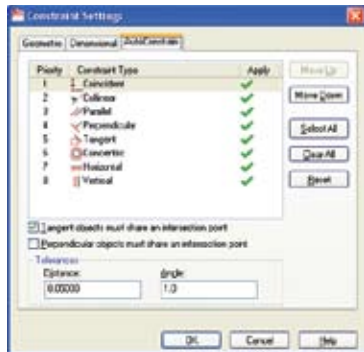 Constraint Settings
Geometric Dimensional AutoConstrain
Priority Constraint Type Apply
1 Coincident
2 Collinear
3 Parallel
4 Perpendicular
5 Tangent
6 Concentric
7 Horizontal
8 Vertical
Move Up
Move Down
Select All
Clear All
Reset
Tangent objects must share an intersection point
Perpendicular objects must share an intersection point
Tolerances
Distance: Angle:
0.05000 1.0
OK Cancel Help